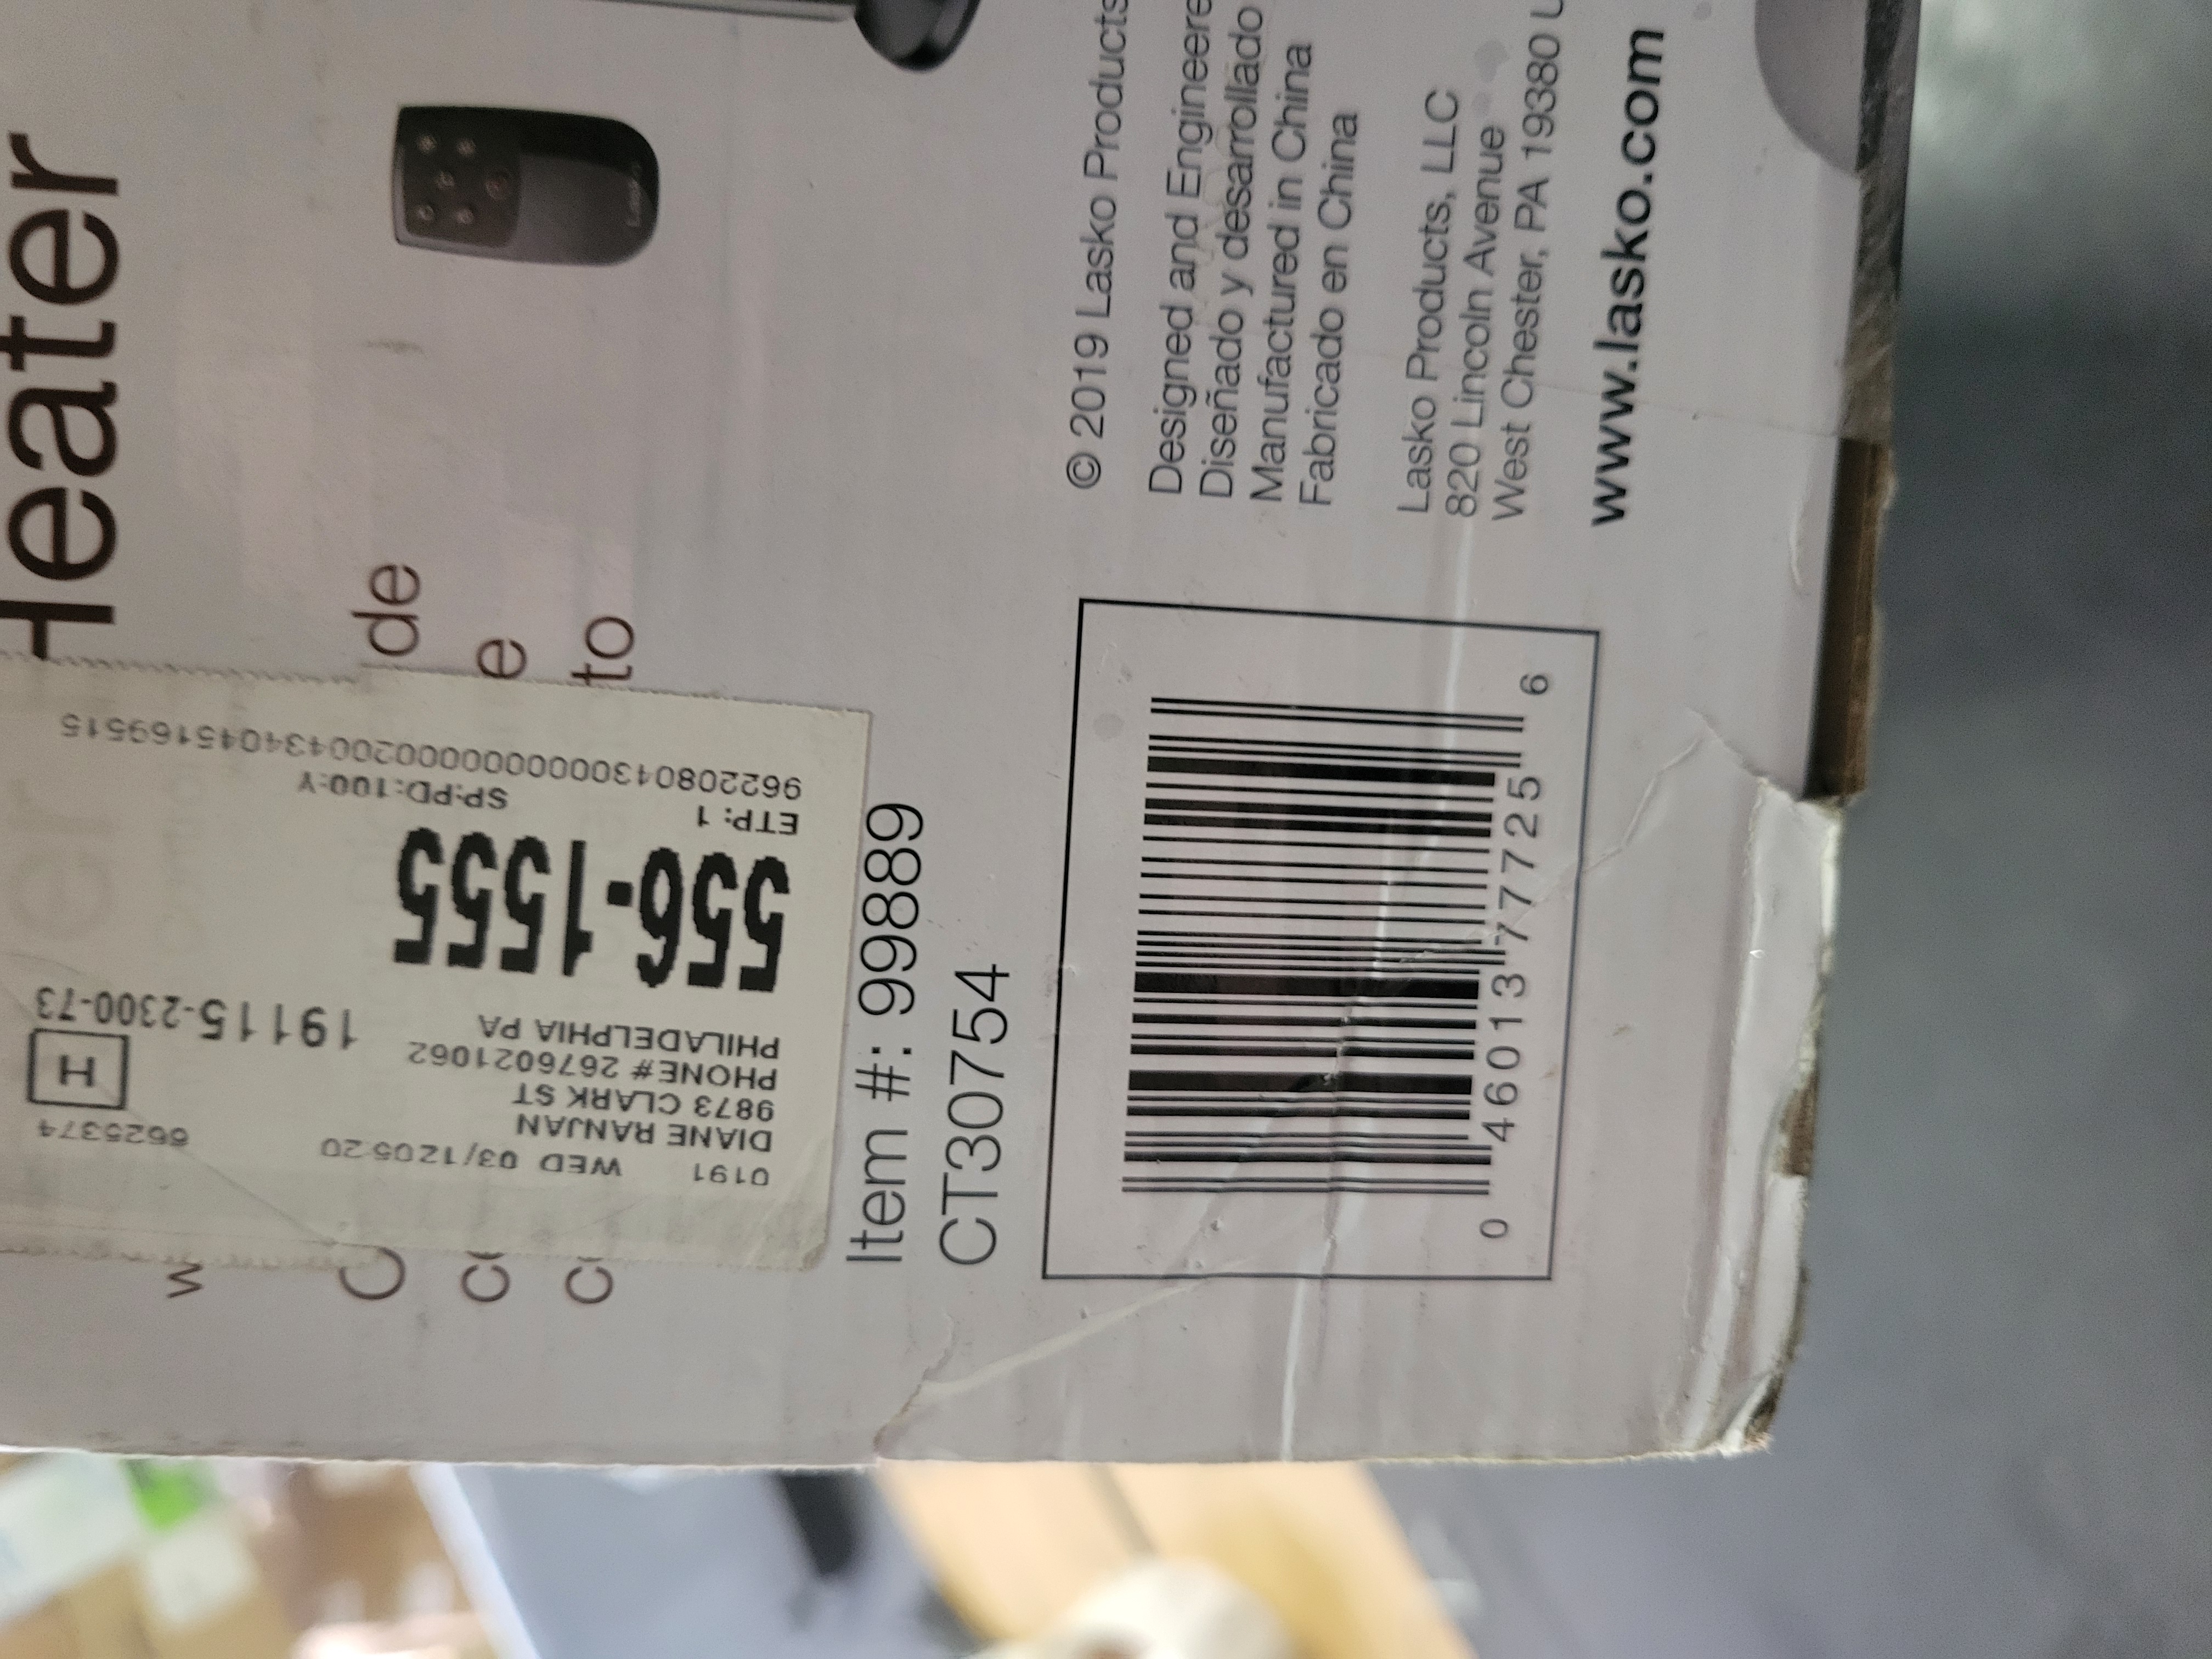 Heater
de
e
to
w
C
c
c
0191 WED 03/1205:20 6625374
DIANE RANJAN
9873 CLARK ST
PHONE# 2676021062
PHILADELPHIA PA
H
19115-2300-73
556-1555
ETP: 1 SP:PD:100:Y
Item #: 99889
CT30754
0 46013 77725 6
© 2019 Lasko Products
Designed and Engineere
Diseñado y desarrollado
Manufactured in China
Fabricado en China
Lasko Products, LLC
820 Lincoln Avenue
West Chester, PA 19380 U
www.lasko.com